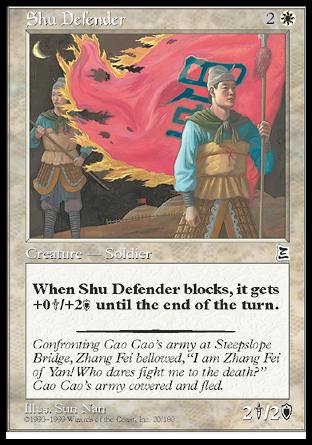 Shu Defender 2
Creature — Soldier
When Shu Defender blocks, it gets
+0/+2 until the end of the turn.
Confronting Cao Cao's army at Steepslope
Bridge, Zhang Fei bellowed, "I am Zhang Fei
of Yan! Who dares fight me to the death?"
Cao Cao's army cowered and fled.
Illus. Sun Nan
©1993-1999 Wizards of the Coast, Inc. 20/180
2/2